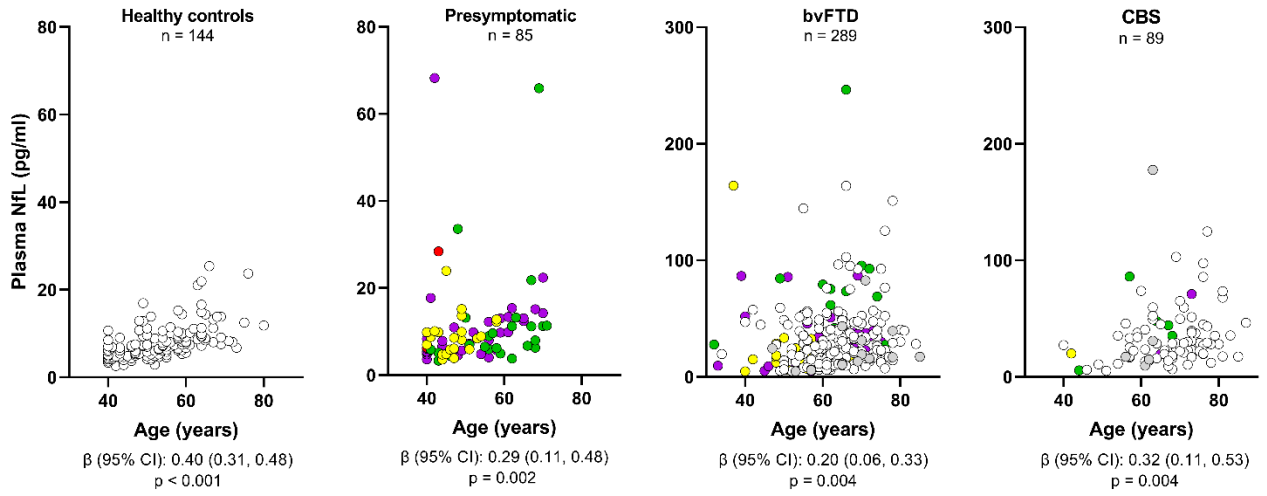 Healthy controls
n = 144
Presymptomatic
n = 85
bvFTD
n = 289
CBS
n = 89
Plasma NfL (pg/ml)
80
60
40
20
0
40 60 80
Age (years)
β (95% CI): 0.40 (0.31, 0.48)
p < 0.001
80
60
40
20
0
40 60 80
Age (years)
β (95% CI): 0.29 (0.11, 0.48)
p = 0.002
300
200
100
0
40 60 80
Age (years)
β (95% CI): 0.20 (0.06, 0.33)
p = 0.004
300
200
100
0
40 60 80
Age (years)
β (95% CI): 0.32 (0.11, 0.53)
p = 0.004